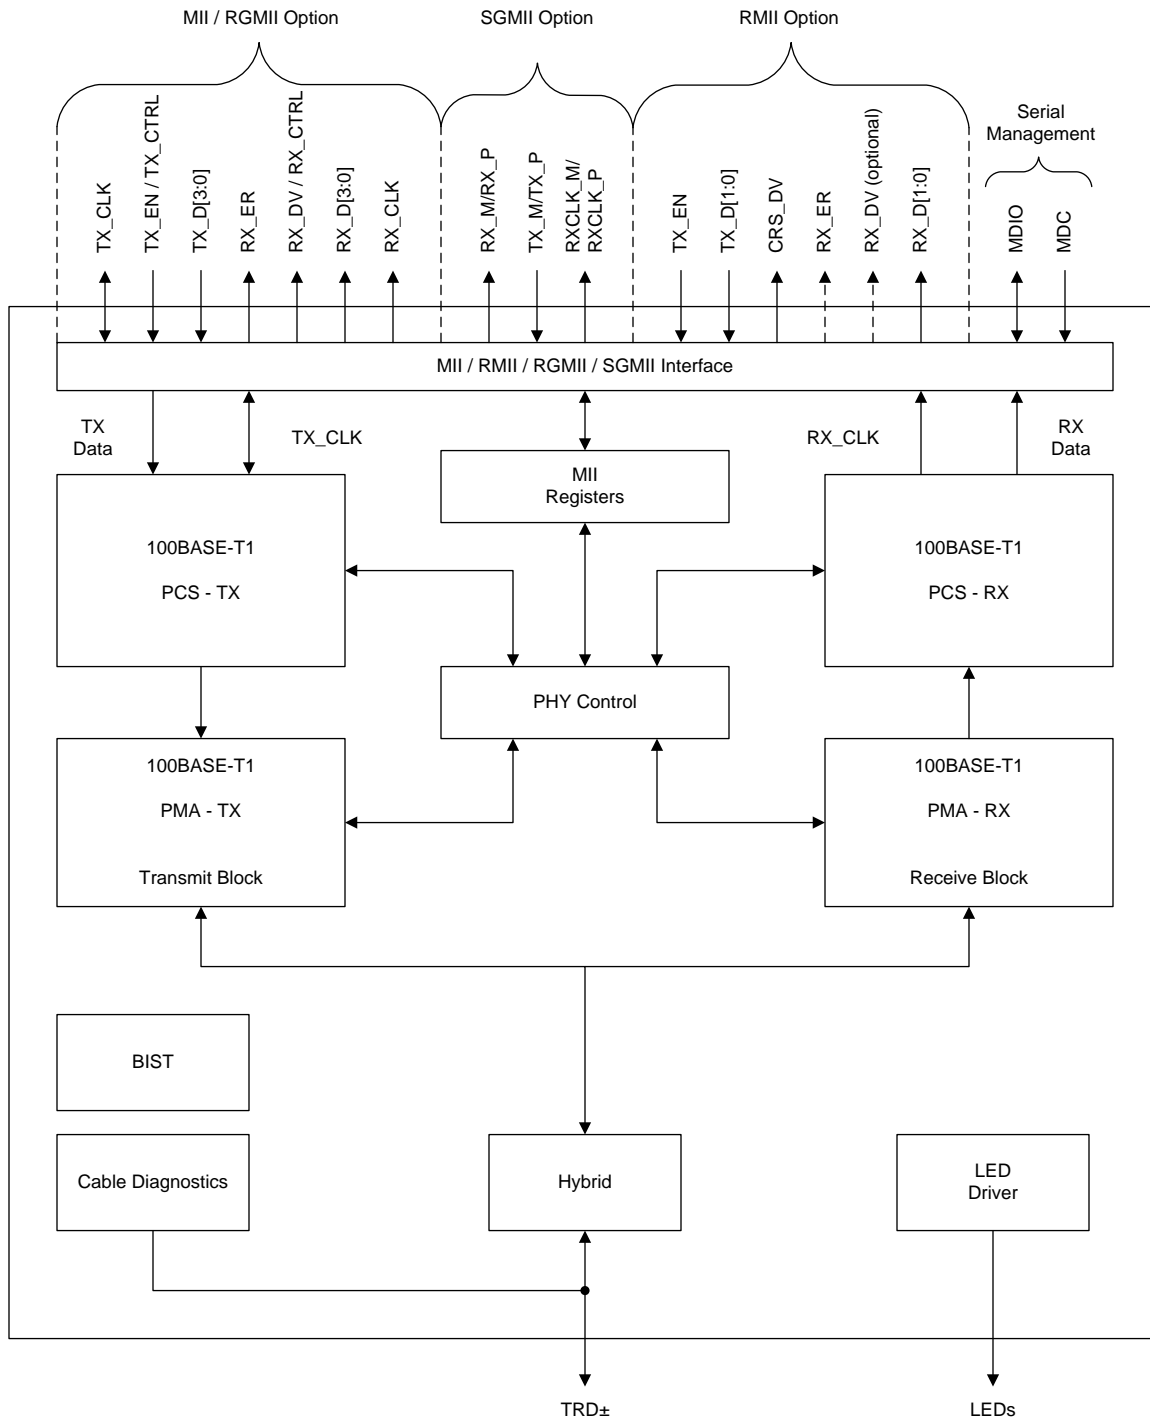 MII / RGMII Option
SGMII Option
RMII Option
Serial
Management
TX_CLK
TX_EN / TX_CTRL
TX_D[3:0]
RX_ER
RX_DV / RX_CTRL
RX_D[3:0]
RX_CLK
RX_M/RX_P
TX_M/TX_P
RXCLK_M/
RXCLK_P
TX_EN
TX_D[1:0]
CRS_DV
RX_ER
RX_DV (optional)
RX_D[1:0]
MDIO
MDC
MII / RMII / RGMII / SGMII Interface
TX
Data
TX_CLK
RX_CLK
RX
Data
MII
Registers
100BASE-T1
PCS - TX
100BASE-T1
PCS - RX
PHY Control
100BASE-T1
PMA - TX
Transmit Block
100BASE-T1
PMA - RX
Receive Block
BIST
Cable Diagnostics
Hybrid
LED
Driver
TRD±
LEDs